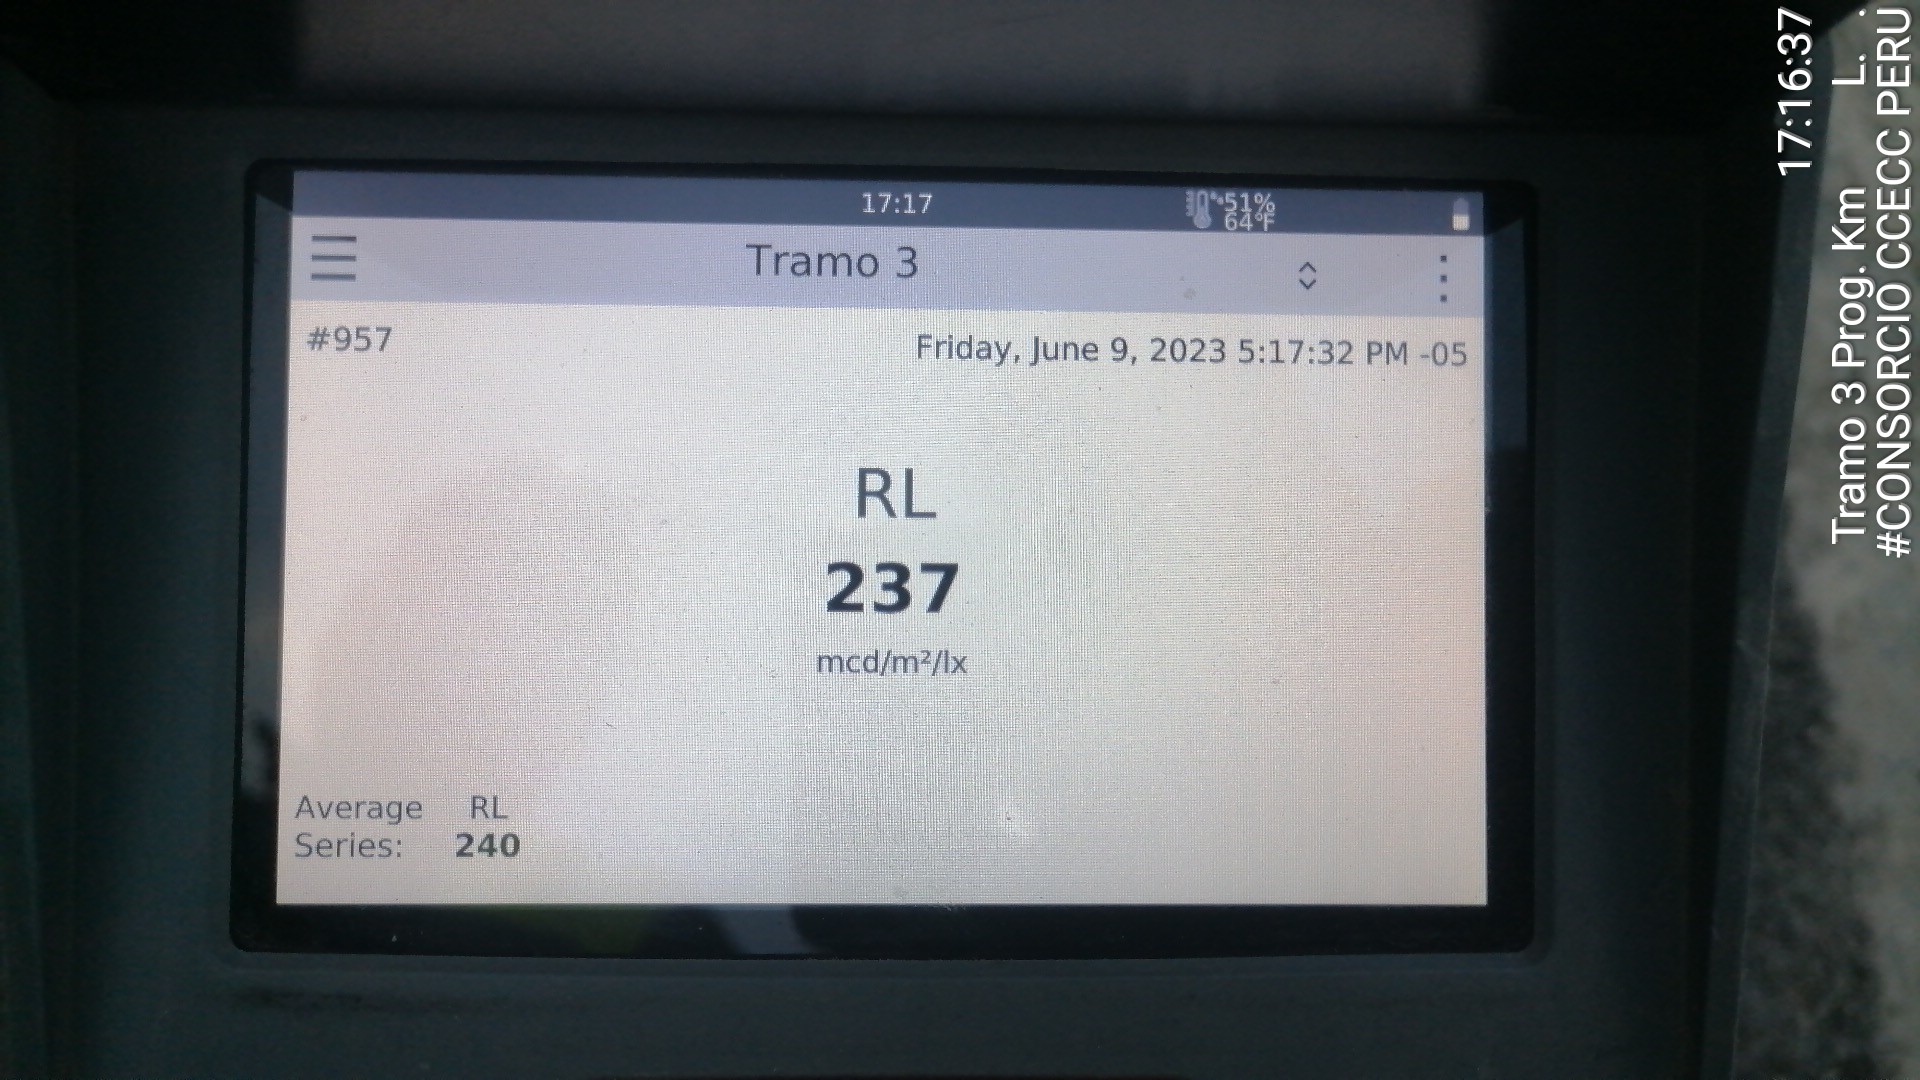 17:17
51%
64°F
Tramo 3
<>
#957
Friday, June 9, 2023 5:17:32 PM -05
RL
237
mcd/m²/lx
Average RL
Series: 240
17:16:37
Tramo 3 Prog. Km L. .
#CONSORCIO CCECC PERU